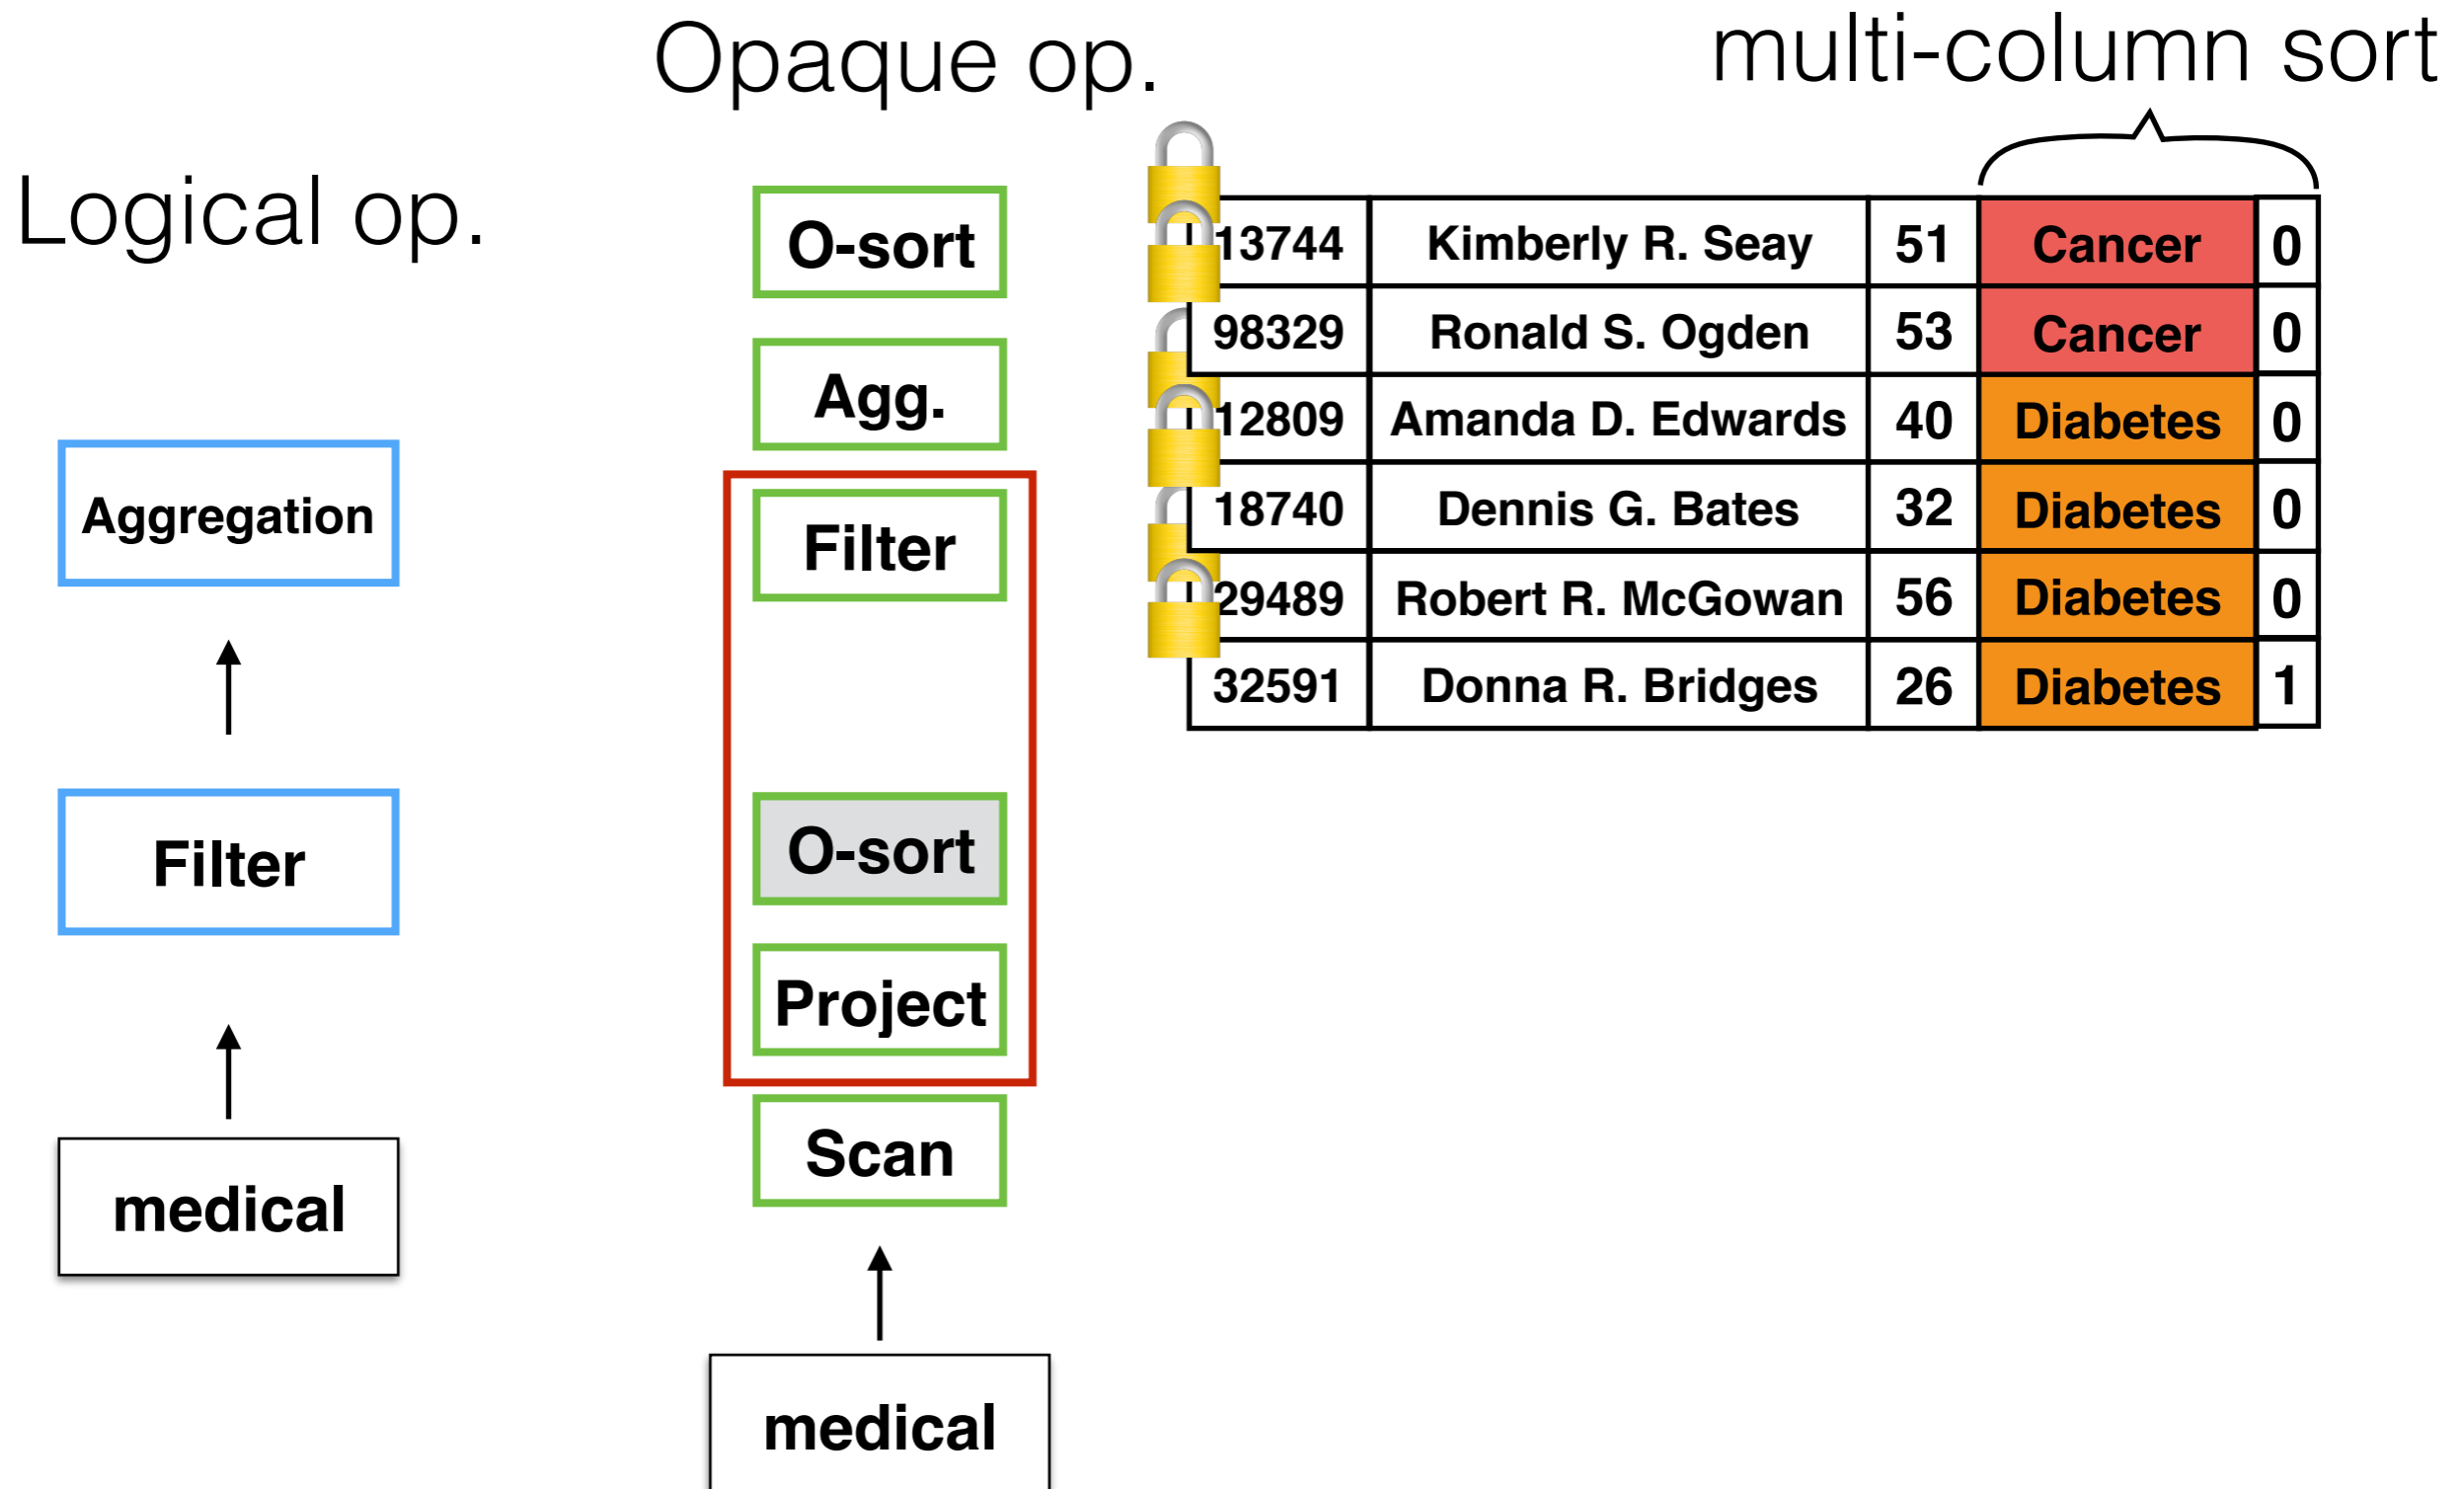 Opaque op.
multi-column sort
Logical op.
O-sort
Agg.
Filter
O-sort
Project
Scan
medical
Aggregation
Filter
medical
13744 Kimberly R. Seay 51 Cancer 0
98329 Ronald S. Ogden 53 Cancer 0
12809 Amanda D. Edwards 40 Diabetes 0
18740 Dennis G. Bates 32 Diabetes 0
29489 Robert R. McGowan 56 Diabetes 0
32591 Donna R. Bridges 26 Diabetes 1